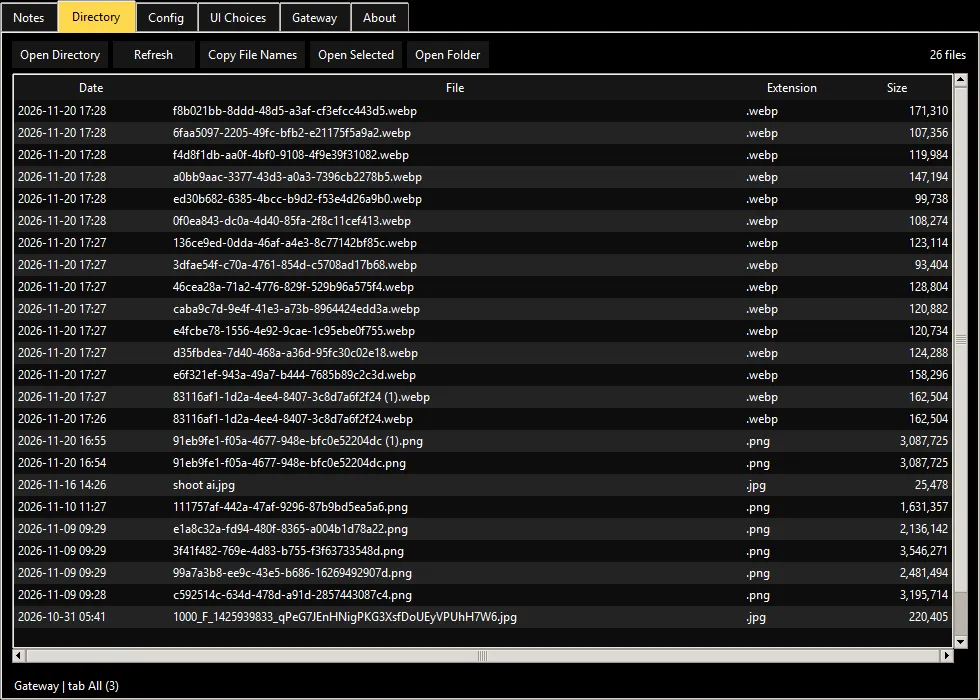 Notes Directory Config UI Choices Gateway About
Open Directory Refresh Copy File Names Open Selected Open Folder 26 files
Date File Extension Size
2026-11-20 17:28 f8b021bb-8ddd-48d5-a3af-cf3efcc443d5.webp .webp 171,310
2026-11-20 17:28 6faa5097-2205-49fc-bfb2-e21175f5a9a2.webp .webp 107,356
2026-11-20 17:28 f4d8f1db-aa0f-4bf0-9108-4f9e39f31082.webp .webp 119,984
2026-11-20 17:28 a0bb9aac-3377-43d3-a0a3-7396cb2278b5.webp .webp 147,194
2026-11-20 17:28 ed30b682-6385-4bcc-b9d2-f53e4d26a9b0.webp .webp 99,738
2026-11-20 17:28 0f0ea843-dc0a-4d40-85fa-2f8c11cef413.webp .webp 108,274
2026-11-20 17:27 136ce9ed-0dda-46af-a4e3-8c77142bf85c.webp .webp 123,114
2026-11-20 17:27 3dfae54f-c70a-4761-854d-c5708ad17b68.webp .webp 93,404
2026-11-20 17:27 46cea28a-71a2-4776-829f-529b96a575f4.webp .webp 128,804
2026-11-20 17:27 caba9c7d-9e4f-41e3-a73b-8964424edd3a.webp .webp 120,882
2026-11-20 17:27 e4fcbe78-1556-4e92-9cae-1c95ebe0f755.webp .webp 120,734
2026-11-20 17:27 d35fbdea-7d40-468a-a36d-95fc30c02e18.webp .webp 124,288
2026-11-20 17:27 e6f321ef-943a-49a7-b444-7685b89c2c3d.webp .webp 158,296
2026-11-20 17:27 83116af1-1d2a-4ee4-8407-3c8d7a6f2f24 (1).webp .webp 162,504
2026-11-20 17:26 83116af1-1d2a-4ee4-8407-3c8d7a6f2f24.webp .webp 162,504
2026-11-20 16:55 91eb9fe1-f05a-4677-948e-bfc0e52204dc (1).png .png 3,087,725
2026-11-20 16:54 91eb9fe1-f05a-4677-948e-bfc0e52204dc.png .png 3,087,725
2026-11-16 14:26 shoot ai.jpg .jpg 25,478
2026-11-10 11:27 111757af-442a-47af-9296-87b9bd5ea5a6.png .png 1,631,357
2026-11-09 09:29 e1a8c32a-fd94-480f-8365-a004b1d78a22.png .png 2,136,142
2026-11-09 09:29 3f41f482-769e-4d83-b755-f3f63733548d.png .png 3,546,271
2026-11-09 09:29 99a7a3b8-ee9c-43e5-b686-16269492907d.png .png 2,481,494
2026-11-09 09:28 c592514c-634d-478d-a91d-2857443087c4.png .png 3,195,714
2026-10-31 05:41 1000_F_1425939833_qPeG7JEnHNigPKG3XsfDoUEyVPUhH7W6.jpg .jpg 220,405
Gateway | tab All (3)